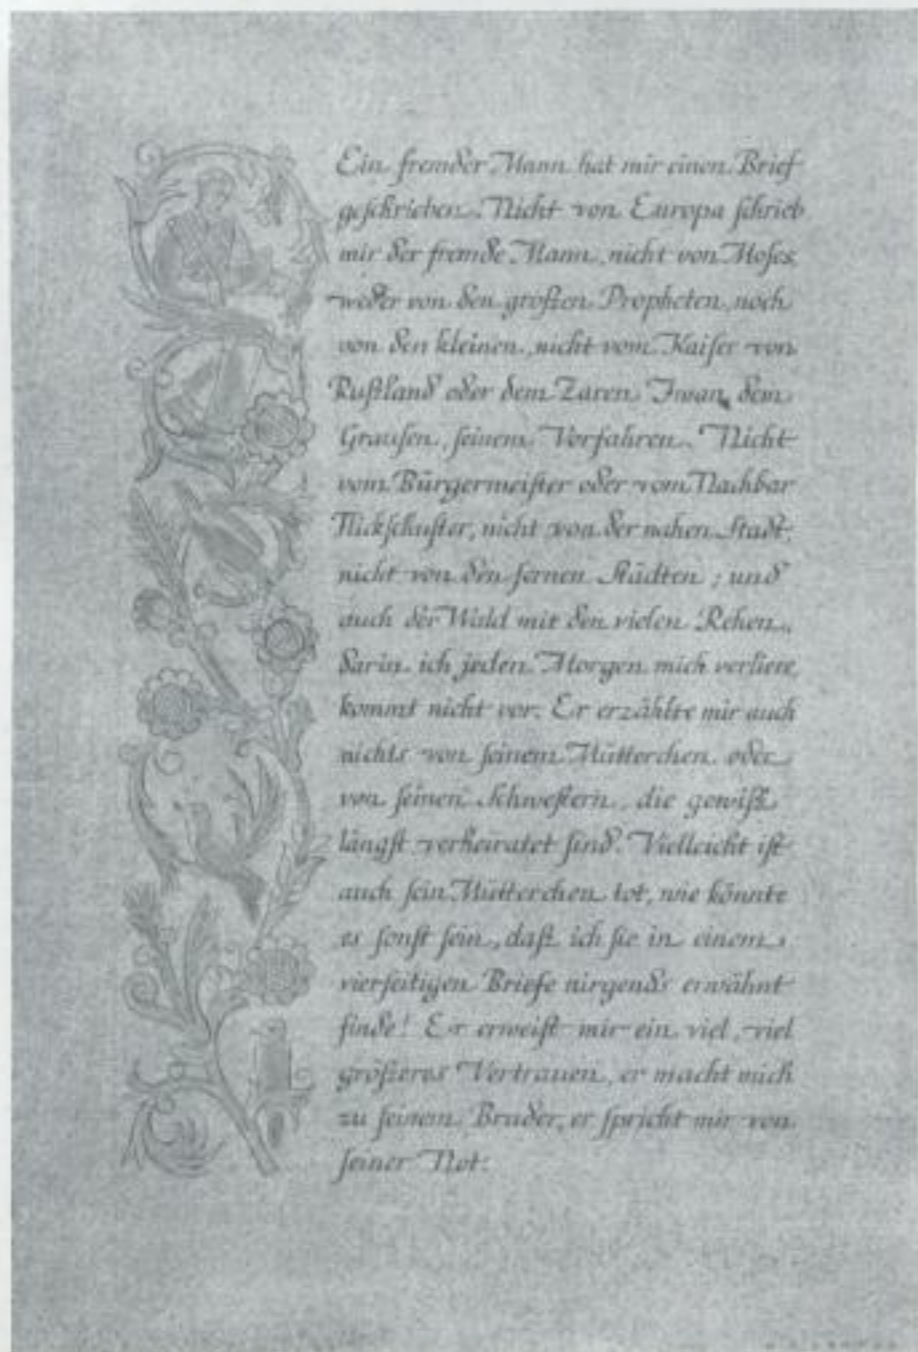 Ein fremder Mann hat mir einen Brief
geschrieben. Nicht von Europa schrieb
mir der fremde Mann, nicht von Moses,
weder von den großen Propheten, noch
von den kleinen, nicht vom Kaiser von
Rußland oder dem Zaren Iwan, dem
Grausen, seinem Vorfahren. Nicht
vom Bürgermeister oder vom Nachbar
Flickschuster, nicht von der nahen Stadt,
nicht von den fernen Städten; und
auch der Wald mit den vielen Rehen,
darin ich jeden Morgen mich verliere,
kommt nicht vor. Er erzählte mir auch
nichts von seinem Mütterchen oder
von seinen Schwestern, die gewiß
längst verheiratet sind. Vielleicht ist
auch sein Mütterchen tot, wie könnte
es sonst sein, daß ich sie in einem
vierseitigen Briefe nirgends erwähnt
finde! Er erweist mir ein viel, viel
größeres Vertrauen, er macht mich
zu seinem Bruder, er spricht mir von
seiner Not.